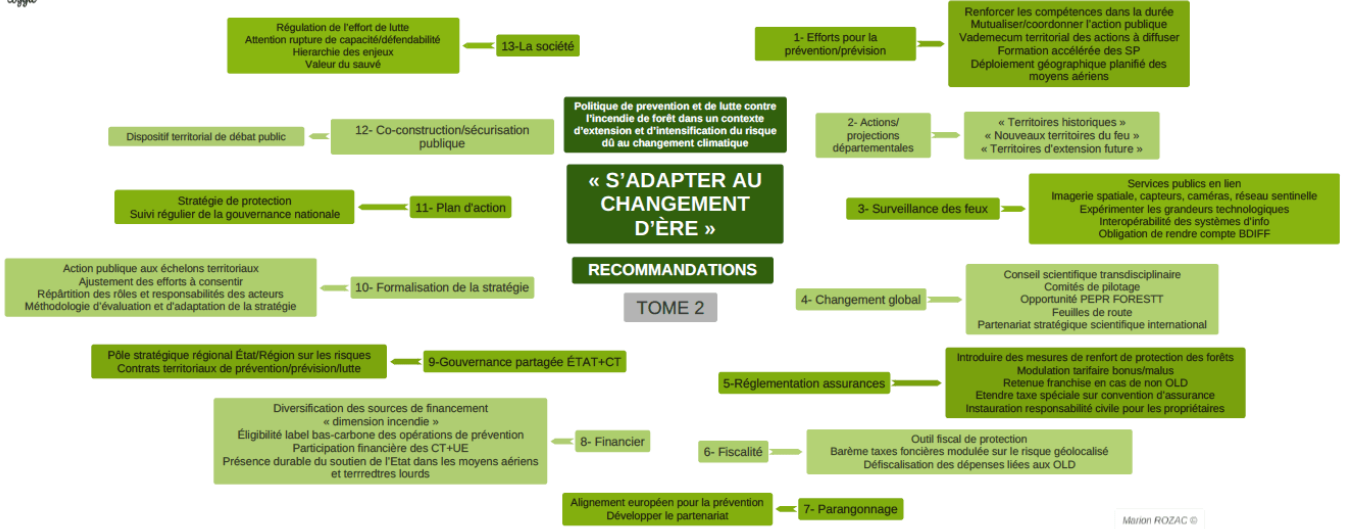 coggle
Politique de prevention et de lutte contre
l'incendie de forêt dans un contexte
d'extension et d'intensification du risque
dû au changement climatique
« S'ADAPTER AU
CHANGEMENT
D'ÈRE »
RECOMMANDATIONS
TOME 2
1- Efforts pour la
prévention/prévision
Renforcer les compétences dans la durée
Mutualiser/coordonner l'action publique
Vademecum territorial des actions à diffuser
Formation accélérée des SP
Déploiement géographique planifié des
moyens aériens
2- Actions/
projections
départementales
« Territoires historiques »
« Nouveaux territoires du feu »
« Territoires d'extension future »
3- Surveillance des feux
Services publics en lien
Imagerie spatiale, capteurs, caméras, réseau sentinelle
Expérimenter les grandeurs technologiques
Interopérabilité des systèmes d'info
Obligation de rendre compte BDIFF
4- Changement global
Conseil scientifique transdisciplinaire
Comités de pilotage
Opportunité PEPR FORESTT
Feuilles de route
Partenariat stratégique scientifique international
5-Réglementation assurances
Introduire des mesures de renfort de protection des forêts
Modulation tarifaire bonus/malus
Retenue franchise en cas de non OLD
Etendre taxe spéciale sur convention d'assurance
Instauration responsabilité civile pour les propriétaires
6- Fiscalité
Outil fiscal de protection
Barème taxes foncières modulée sur le risque géolocalisé
Défiscalisation des dépenses liées aux OLD
7- Parangonnage
Alignement européen pour la prévention
Développer le partenariat
8- Financier
Diversification des sources de financement
« dimension incendie »
Éligibilité label bas-carbone des opérations de prévention
Participation financière des CT+UE
Présence durable du soutien de l'Etat dans les moyens aériens
et terrredtres lourds
9-Gouvernance partagée ÉTAT+CT
Pôle stratégique régional État/Région sur les risques
Contrats territoriaux de prévention/prévision/lutte
10- Formalisation de la stratégie
Action publique aux échelons territoriaux
Ajustement des efforts à consentir
Répârtition des rôles et responsabilités des acteurs
Méthodologie d'évaluation et d'adaptation de la stratégie
11- Plan d'action
Stratégie de protection
Suivi régulier de la gouvernance nationale
12- Co-construction/sécurisation
publique
Dispositif territorial de débat public
13-La société
Régulation de l'effort de lutte
Attention rupture de capacité/défendabilité
Hierarchie des enjeux
Valeur du sauvé
Marion ROZAC ©